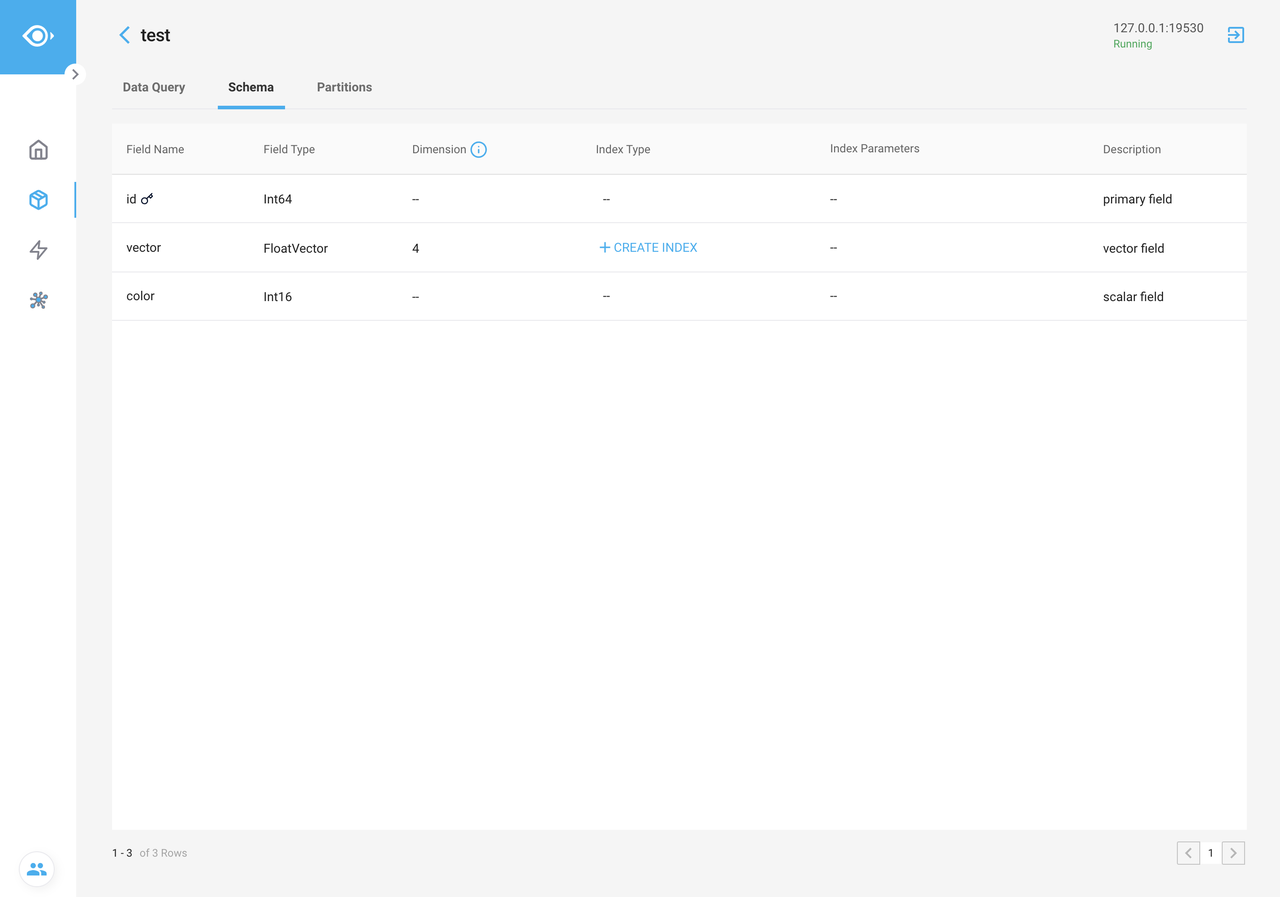 test
127.0.0.1:19530
Running
Data Query Schema Partitions
Field Name Field Type Dimension Index Type Index Parameters Description
id Int64 -- -- -- primary field
vector FloatVector 4 + CREATE INDEX -- vector field
color Int16 -- -- -- scalar field
1 - 3 of 3 Rows 1